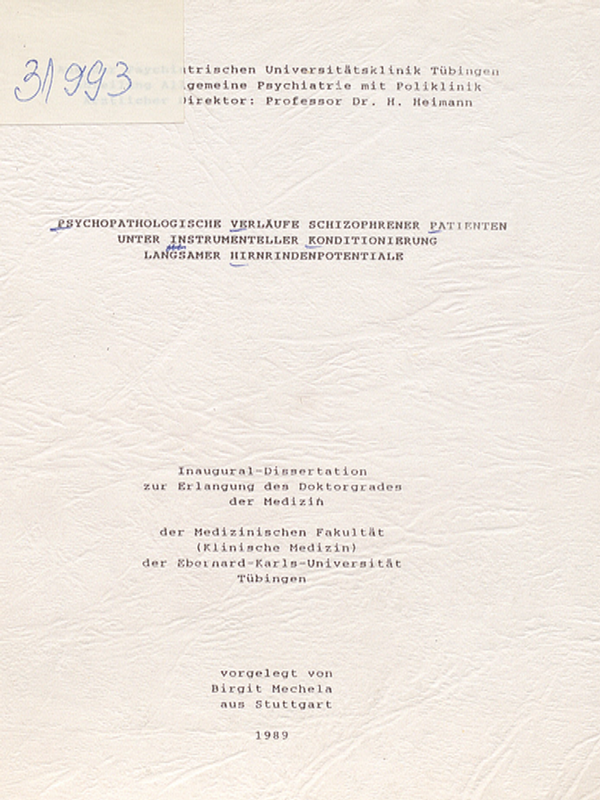 31993
Psychiatrischen Universitätsklinik Tübingen
Allgemeine Psychiatrie mit Poliklinik
Ärztlicher Direktor: Professor Dr. H. Heimann
PSYCHOPATHOLOGISCHE VERLÄUFE SCHIZOPHRENER PATIENTEN
UNTER INSTRUMENTELLER KONDITIONIERUNG
LANGSAMER HIRNRINDENPOTENTIALE
Inaugural-Dissertation
zur Erlangung des Doktorgrades
der Medizin
der Medizinischen Fakultät
(Klinische Medizin)
der Eberhard-Karls-Universität
Tübingen
vorgelegt von
Birgit Mechela
aus Stuttgart
1989